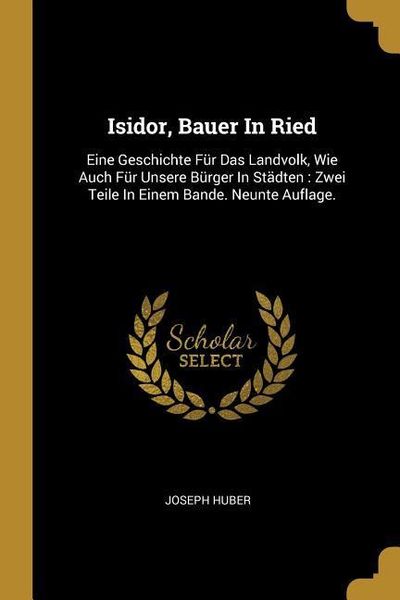 Isidor, Bauer In Ried
Eine Geschichte Für Das Landvolk, Wie
Auch Für Unsere Bürger In Städten : Zwei
Teile In Einem Bande. Neunte Auflage.
Scholar
SELECT
JOSEPH HUBER